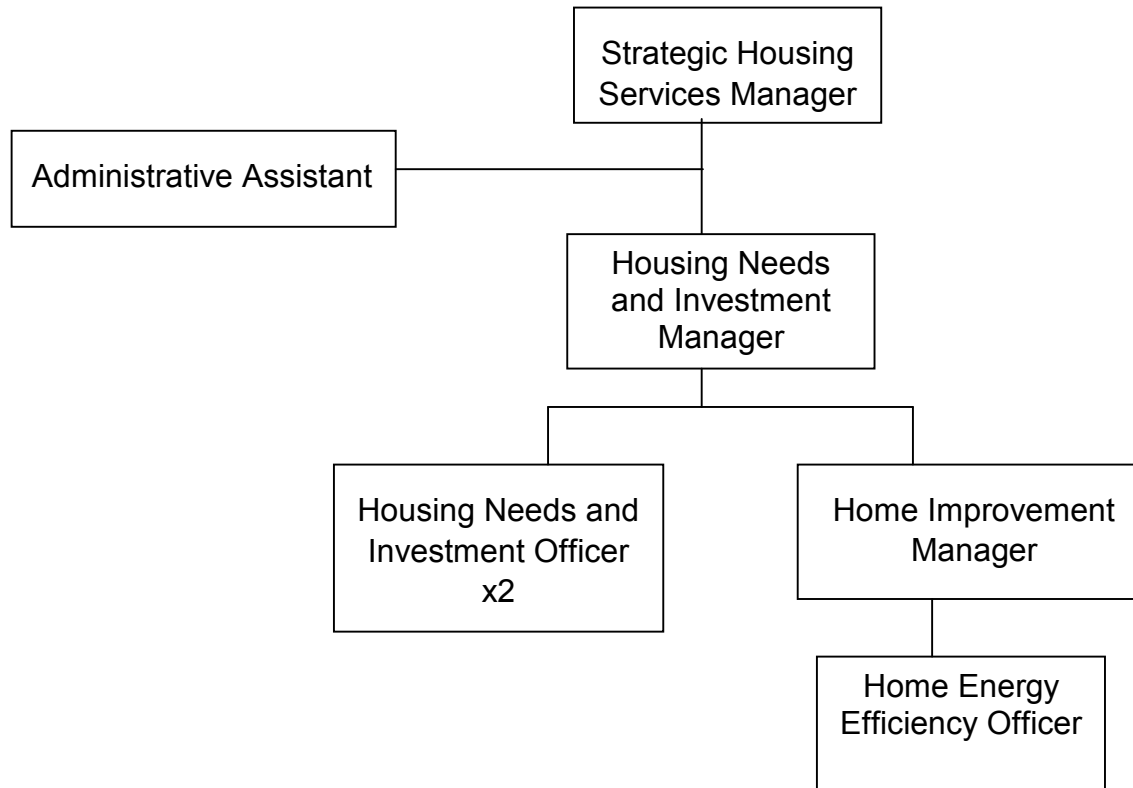 Strategic Housing
Services Manager
Administrative Assistant
Housing Needs
and Investment
Manager
Housing Needs and
Investment Officer
x2
Home Improvement
Manager
Home Energy
Efficiency Officer